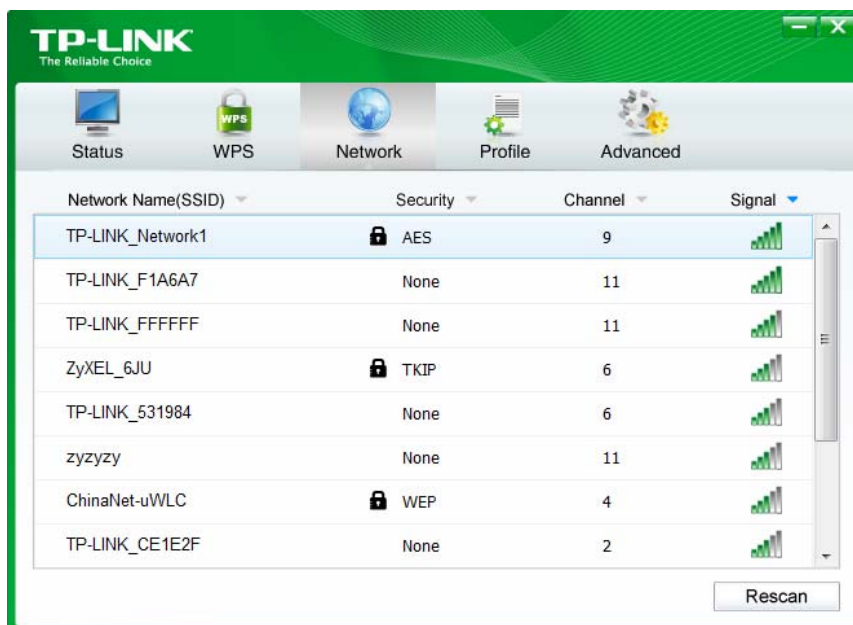 TP-LINK
The Reliable Choice
WPS
Status WPS Network Profile Advanced
Network Name(SSID) Security Channel Signal
TP-LINK_Network1 AES 9
TP-LINK_F1A6A7 None 11
TP-LINK_FFFFFF None 11
ZyXEL_6JU TKIP 6
TP-LINK_531984 None 6
zyzyzy None 11
ChinaNet-uWLC WEP 4
TP-LINK_CE1E2F None 2
Rescan